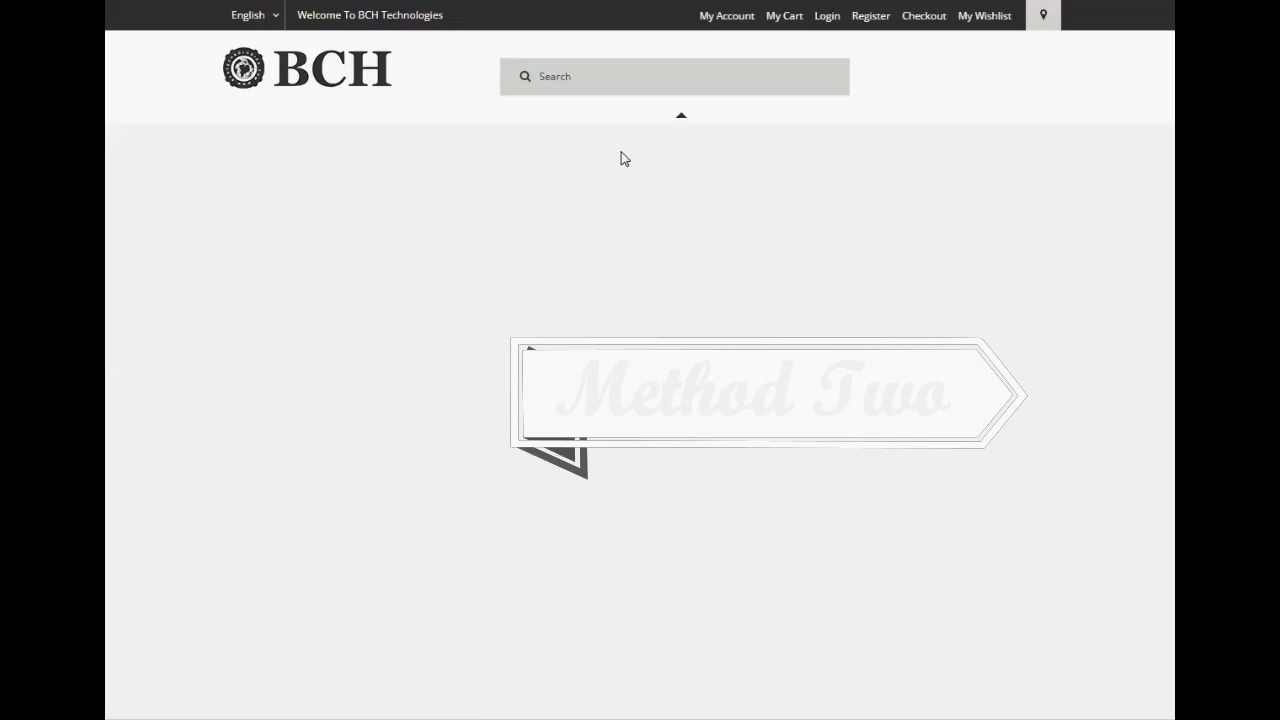 English
Welcome To BCH Technologies
My Account
My Cart
Login
Register
Checkout
My Wishlist
BCH
Search
Method Two